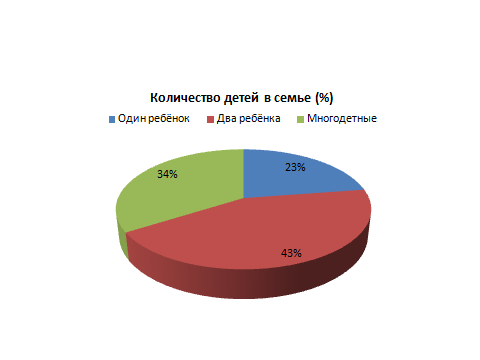 Количество детей в семье (%)
Один ребёнок Два ребёнка Многодетные
34% 23%
43%